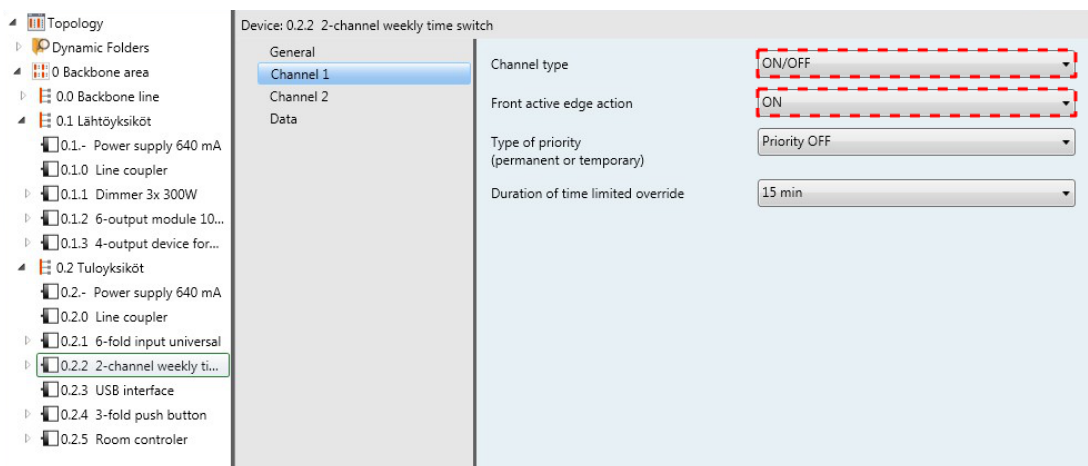 Topology
Dynamic Folders
0 Backbone area
0.0 Backbone line
0.1 Lähtöyksiköt
0.1.- Power supply 640 mA
0.1.0 Line coupler
0.1.1 Dimmer 3x 300W
0.1.2 6-output module 10...
0.1.3 4-output device for...
0.2 Tuloyksiköt
0.2.- Power supply 640 mA
0.2.0 Line coupler
0.2.1 6-fold input universal
0.2.2 2-channel weekly ti...
0.2.3 USB interface
0.2.4 3-fold push button
0.2.5 Room controler
Device: 0.2.2 2-channel weekly time switch
General
Channel 1
Channel 2
Data
Channel type ON/OFF
Front active edge action ON
Type of priority Priority OFF
(permanent or temporary)
Duration of time limited override 15 min